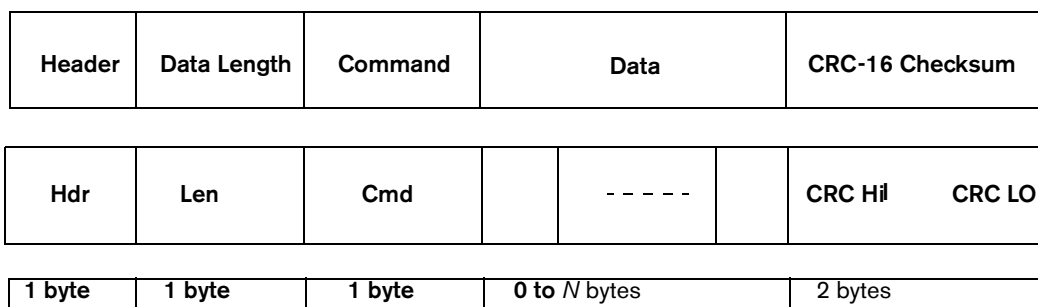 Header Data Length Command Data CRC-16 Checksum
Hdr Len Cmd - - - - - CRC HI CRC LO
1 byte 1 byte 1 byte 0 to N bytes 2 bytes